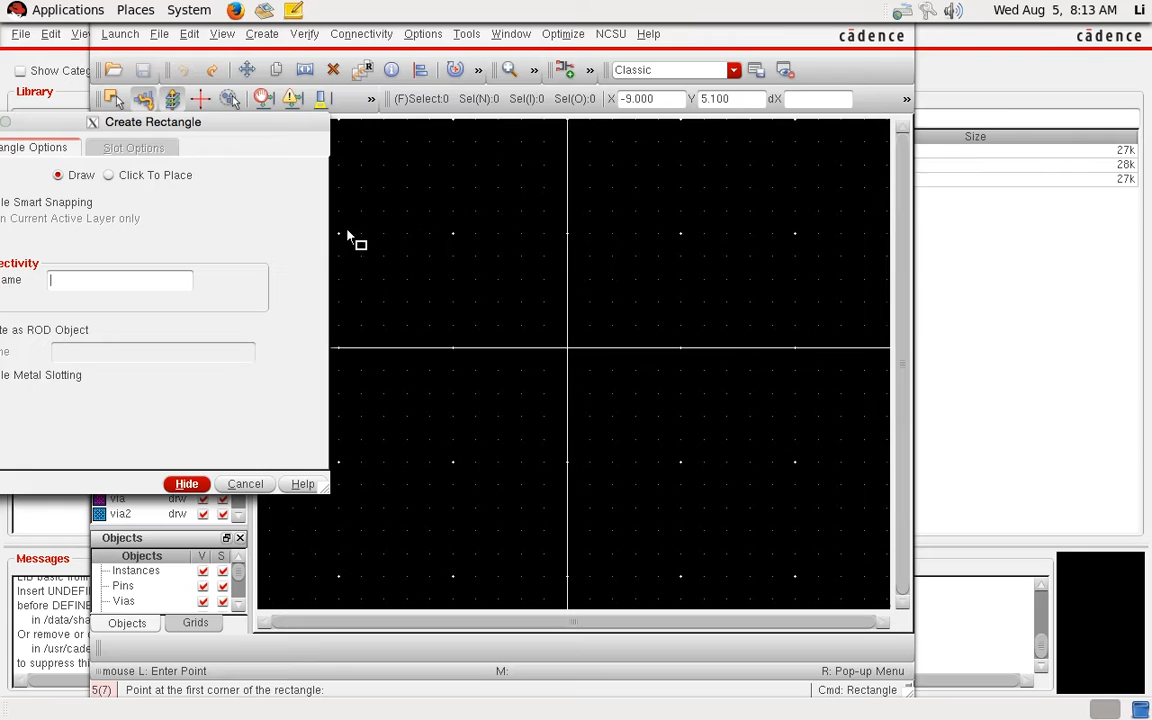 Applications Places System Wed Aug 5, 8:13 AM Li
File Edit Launch File Edit View Create Verify Connectivity Options Tools Window Optimize NCSU Help cādence cādence
Show Categ Classic
Library (F)Select:0 Sel(N):0 Sel(I):0 Sel(O):0 X -9.000 Y 5.100 dX
X Create Rectangle
Size
angle Options Slot Options
27k
28k
27k
Draw Click To Place
le Smart Snapping
n Current Active Layer only
ectivity
ame
te as ROD Object
me
le Metal Slotting
Hide Cancel Help
via drw
via2 drw
Objects
Objects V S
Messages
Instances
Pins
Vias
Insert UNDEFI
before DEFINE
in /data/sha
Or remove or c
in /usr/cade
to suppress thi
Objects Grids
mouse L: Enter Point M: R: Pop-up Menu
5(7) Point at the first corner of the rectangle: Cmd: Rectangle